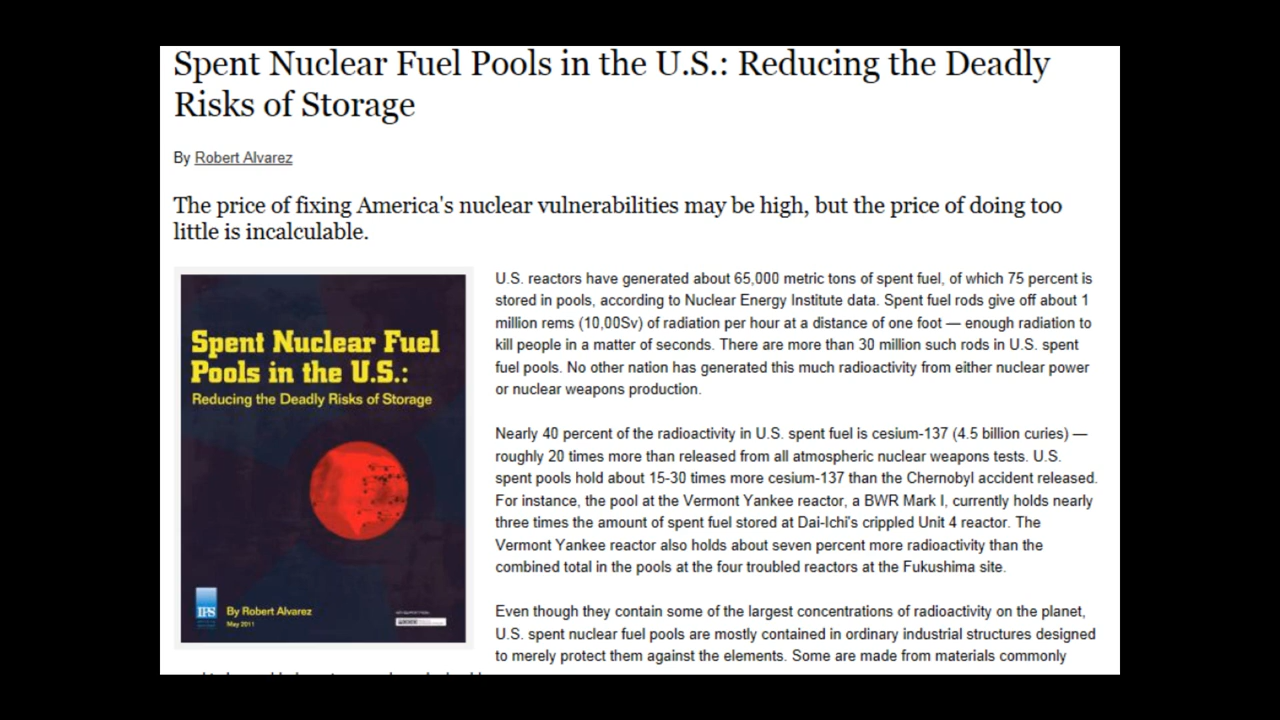 Spent Nuclear Fuel Pools in the U.S.: Reducing the Deadly
Risks of Storage
By Robert Alvarez
The price of fixing America's nuclear vulnerabilities may be high, but the price of doing too
little is incalculable.
Spent Nuclear Fuel
Pools in the U.S.:
Reducing the Deadly Risks of Storage
IPS
By Robert Alvarez
May 2011
U.S. reactors have generated about 65,000 metric tons of spent fuel, of which 75 percent is
stored in pools, according to Nuclear Energy Institute data. Spent fuel rods give off about 1
million rems (10,00Sv) of radiation per hour at a distance of one foot — enough radiation to
kill people in a matter of seconds. There are more than 30 million such rods in U.S. spent
fuel pools. No other nation has generated this much radioactivity from either nuclear power
or nuclear weapons production.
Nearly 40 percent of the radioactivity in U.S. spent fuel is cesium-137 (4.5 billion curies) —
roughly 20 times more than released from all atmospheric nuclear weapons tests. U.S.
spent pools hold about 15-30 times more cesium-137 than the Chernobyl accident released.
For instance, the pool at the Vermont Yankee reactor, a BWR Mark I, currently holds nearly
three times the amount of spent fuel stored at Dai-Ichi's crippled Unit 4 reactor. The
Vermont Yankee reactor also holds about seven percent more radioactivity than the
combined total in the pools at the four troubled reactors at the Fukushima site.
Even though they contain some of the largest concentrations of radioactivity on the planet,
U.S. spent nuclear fuel pools are mostly contained in ordinary industrial structures designed
to merely protect them against the elements. Some are made from materials commonly